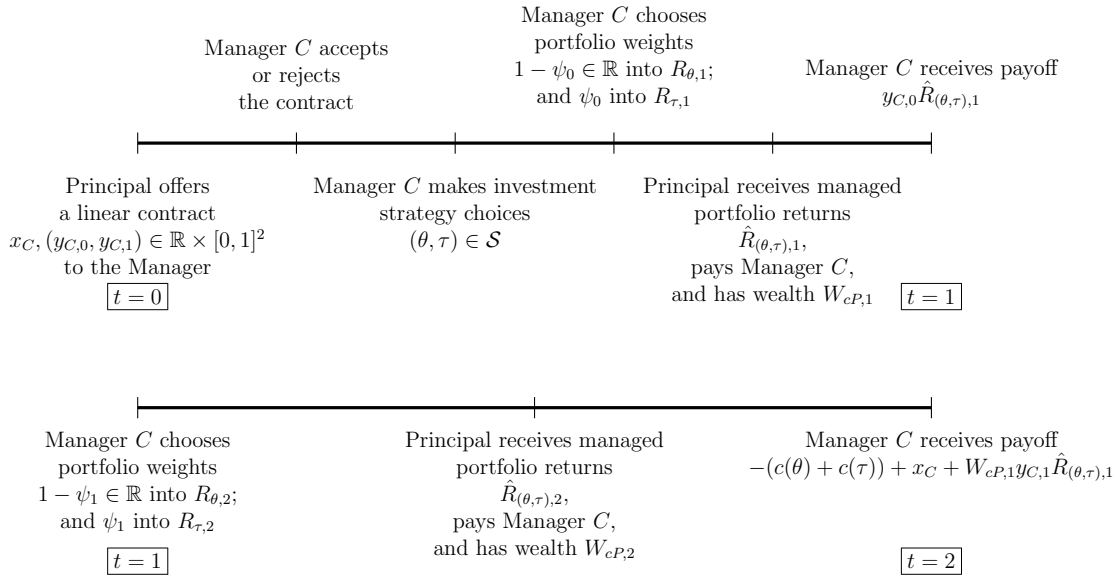 Manager C accepts
or rejects
the contract
Manager C chooses
portfolio weights
1 − ψ₀ ∈ ℝ into R_{θ,1};
and ψ₀ into R_{τ,1}
Manager C receives payoff
y_{C,0}R̂_{(θ,τ),1}
Principal offers
a linear contract
x_C, (y_{C,0}, y_{C,1}) ∈ ℝ × [0, 1]²
to the Manager
t = 0
Manager C makes investment
strategy choices
(θ, τ) ∈ 𝒮
Principal receives managed
portfolio returns
R̂_{(θ,τ),1},
pays Manager C,
and has wealth W_{cP,1}
t = 1
Manager C chooses
portfolio weights
1 − ψ₁ ∈ ℝ into R_{θ,2};
and ψ₁ into R_{τ,2}
t = 1
Principal receives managed
portfolio returns
R̂_{(θ,τ),2},
pays Manager C,
and has wealth W_{cP,2}
Manager C receives payoff
−(c(θ) + c(τ)) + x_C + W_{cP,1}y_{C,1}R̂_{(θ,τ),1}
t = 2